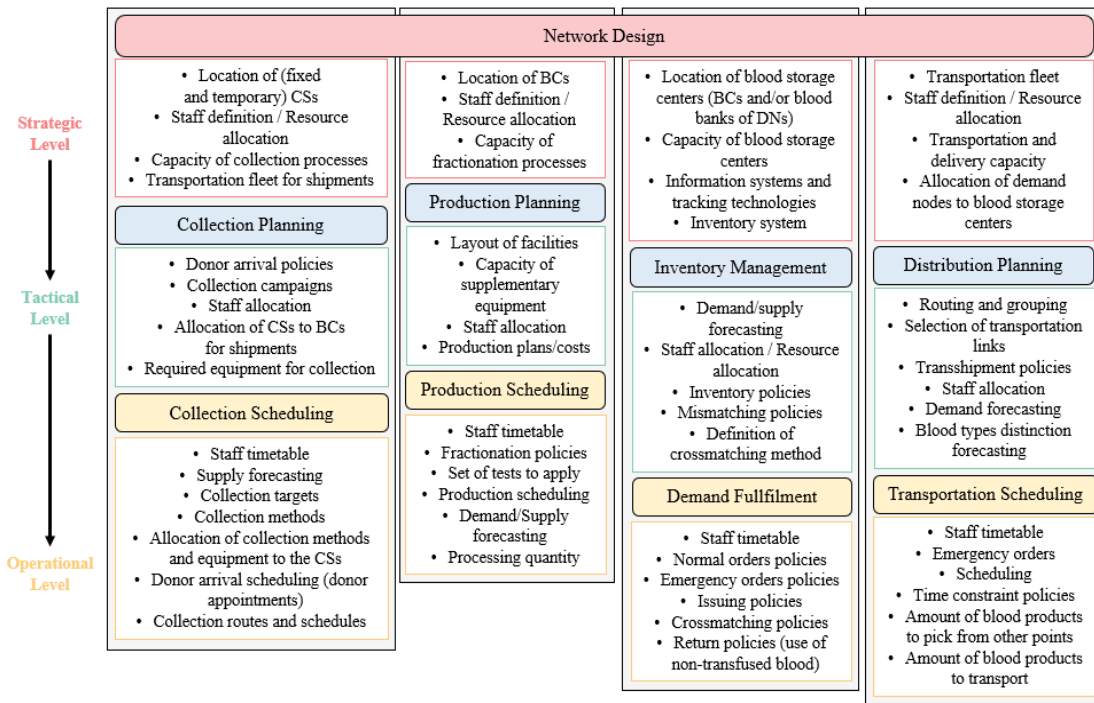 Network Design
Strategic
Level
Tactical
Level
Operational
Level
• Location of (fixed
and temporary) CSs
• Staff definition / Resource
allocation
• Capacity of collection processes
• Transportation fleet for shipments
Collection Planning
• Donor arrival policies
• Collection campaigns
• Staff allocation
• Allocation of CSs to BCs
for shipments
• Required equipment for collection
Collection Scheduling
• Staff timetable
• Supply forecasting
• Collection targets
• Collection methods
• Allocation of collection methods
and equipment to the CSs
• Donor arrival scheduling (donor
appointments)
• Collection routes and schedules
• Location of BCs
• Staff definition /
Resource allocation
• Capacity of
fractionation processes
Production Planning
• Layout of facilities
• Capacity of
supplementary
equipment
• Staff allocation
• Production plans/costs
Production Scheduling
• Staff timetable
• Fractionation policies
• Set of tests to apply
• Production scheduling
• Demand/Supply
forecasting
• Processing quantity
• Location of blood storage
centers (BCs and/or blood
banks of DNs)
• Capacity of blood storage
centers
• Information systems and
tracking technologies
• Inventory system
Inventory Management
• Demand/supply
forecasting
• Staff allocation / Resource
allocation
• Inventory policies
• Mismatching policies
• Definition of
crossmatching method
Demand Fullfilment
• Staff timetable
• Normal orders policies
• Emergency orders policies
• Issuing policies
• Crossmatching policies
• Return policies (use of
non-transfused blood)
• Transportation fleet
• Staff definition / Resource
allocation
• Transportation and
delivery capacity
• Allocation of demand
nodes to blood storage
centers
Distribution Planning
• Routing and grouping
• Selection of transportation
links
• Transshipment policies
• Staff allocation
• Demand forecasting
• Blood types distinction
forecasting
Transportation Scheduling
• Staff timetable
• Emergency orders
• Scheduling
• Time constraint policies
• Amount of blood products
to pick from other points
• Amount of blood products
to transport